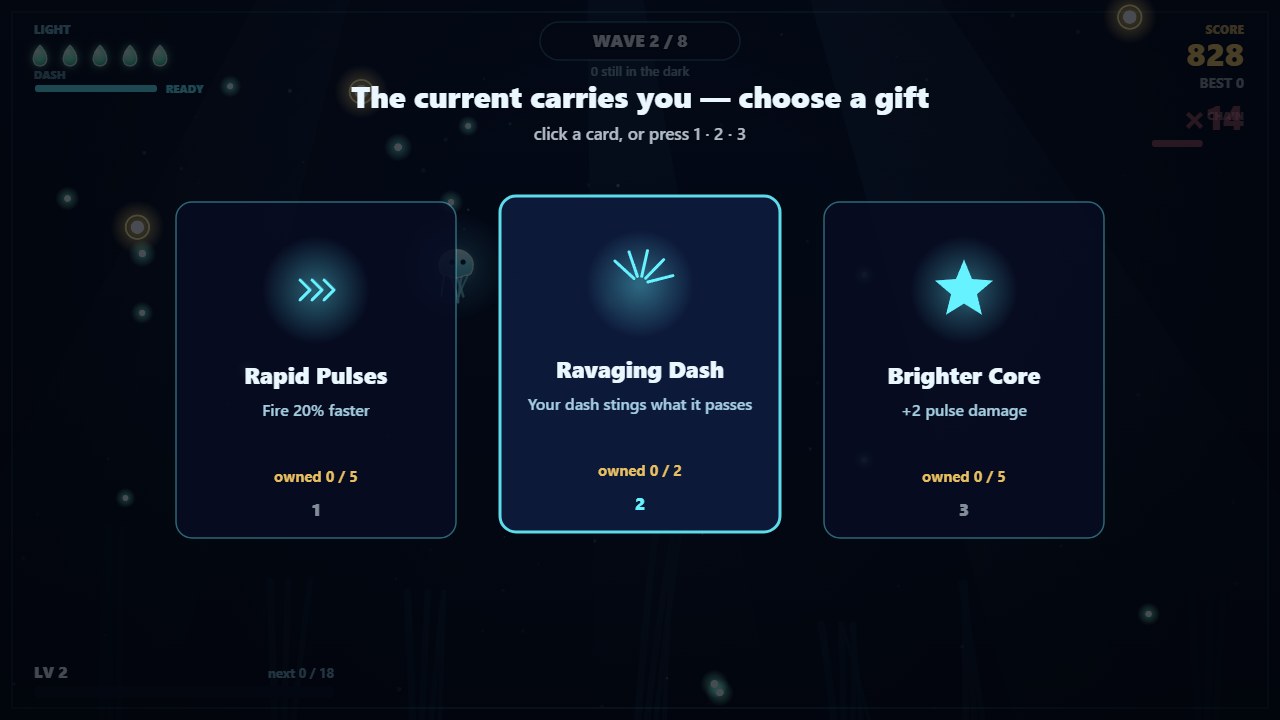 LIGHT
DASH
READY
WAVE 2 / 8
0 still in the dark
SCORE
828
BEST 0
×14
The current carries you — choose a gift
click a card, or press 1 · 2 · 3
Rapid Pulses
Fire 20% faster
owned 0 / 5
1
Ravaging Dash
Your dash stings what it passes
owned 0 / 2
2
Brighter Core
+2 pulse damage
owned 0 / 5
3
LV 2
next 0 / 18